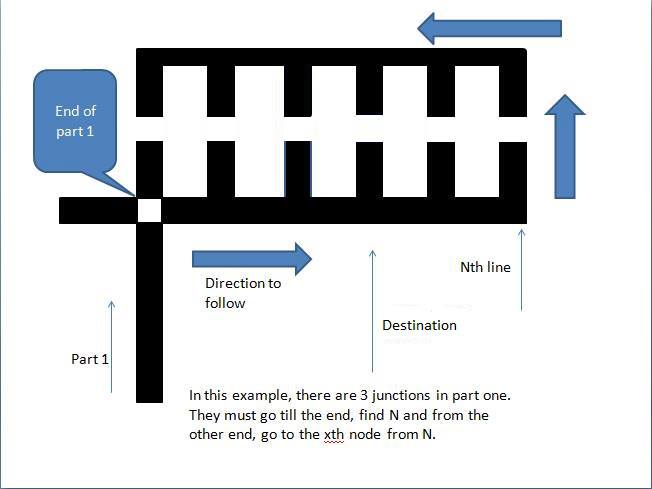 End of
part 1
Nth line
Direction to
follow
Destination
Part 1
In this example, there are 3 junctions in part one.
They must go till the end, find N and from the
other end, go to the xth node from N.